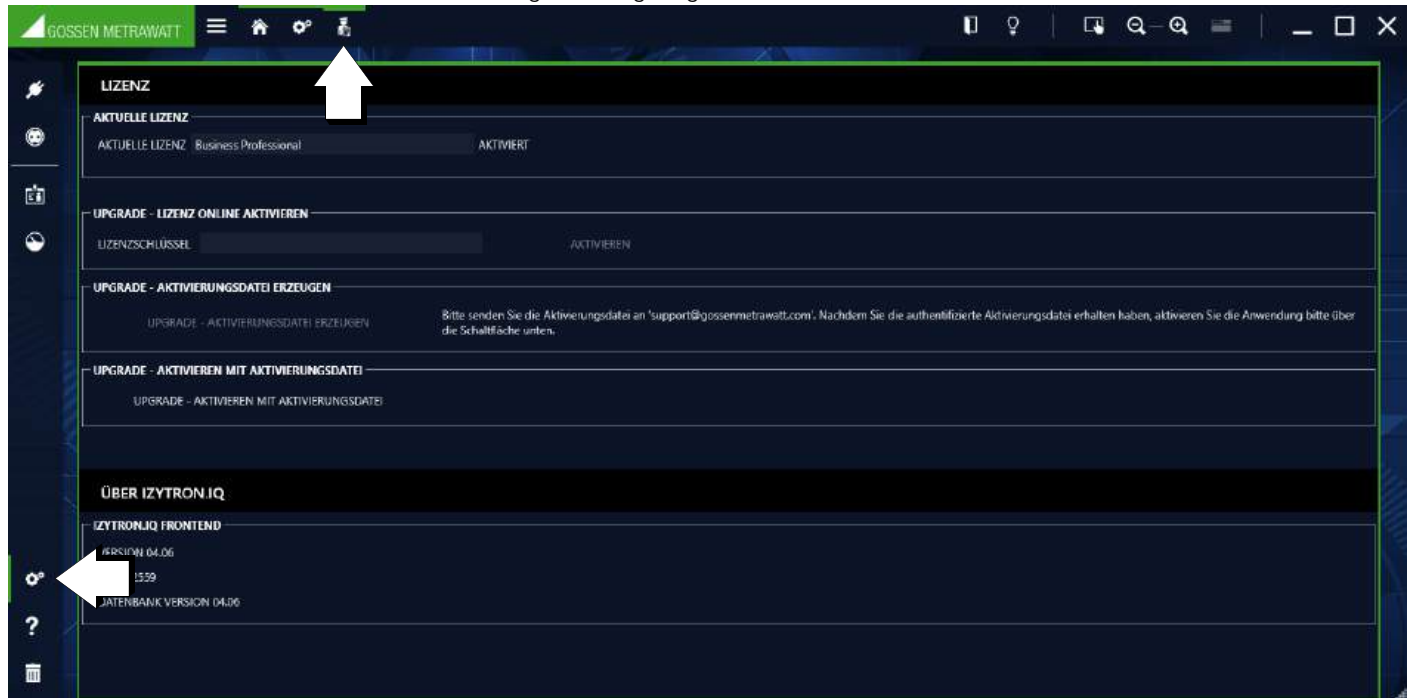 GOSSEN METRAWATT
LIZENZ
AKTUELLE LIZENZ
AKTUELLE LIZENZ Business Professional AKTIVIERT
UPGRADE - LIZENZ ONLINE AKTIVIEREN
LIZENZSCHLÜSSEL AKTIVIEREN
UPGRADE - AKTIVIERUNGSDATEI ERZEUGEN
UPGRADE - AKTIVIERUNGSDATEI ERZEUGEN
Bitte senden Sie die Aktivierungsdatei an 'support@gossenmetrawatt.com'. Nachdem Sie die authentifizierte Aktivierungsdatei erhalten haben, aktivieren Sie die Anwendung bitte über
die Schaltfläche unten.
UPGRADE - AKTIVIEREN MIT AKTIVIERUNGSDATEI
UPGRADE - AKTIVIEREN MIT AKTIVIERUNGSDATEI
ÜBER IZYTRON.IQ
IZYTRON.IQ FRONTEND
VERSION 04.06
2559
DATENBANK VERSION 04.06
?